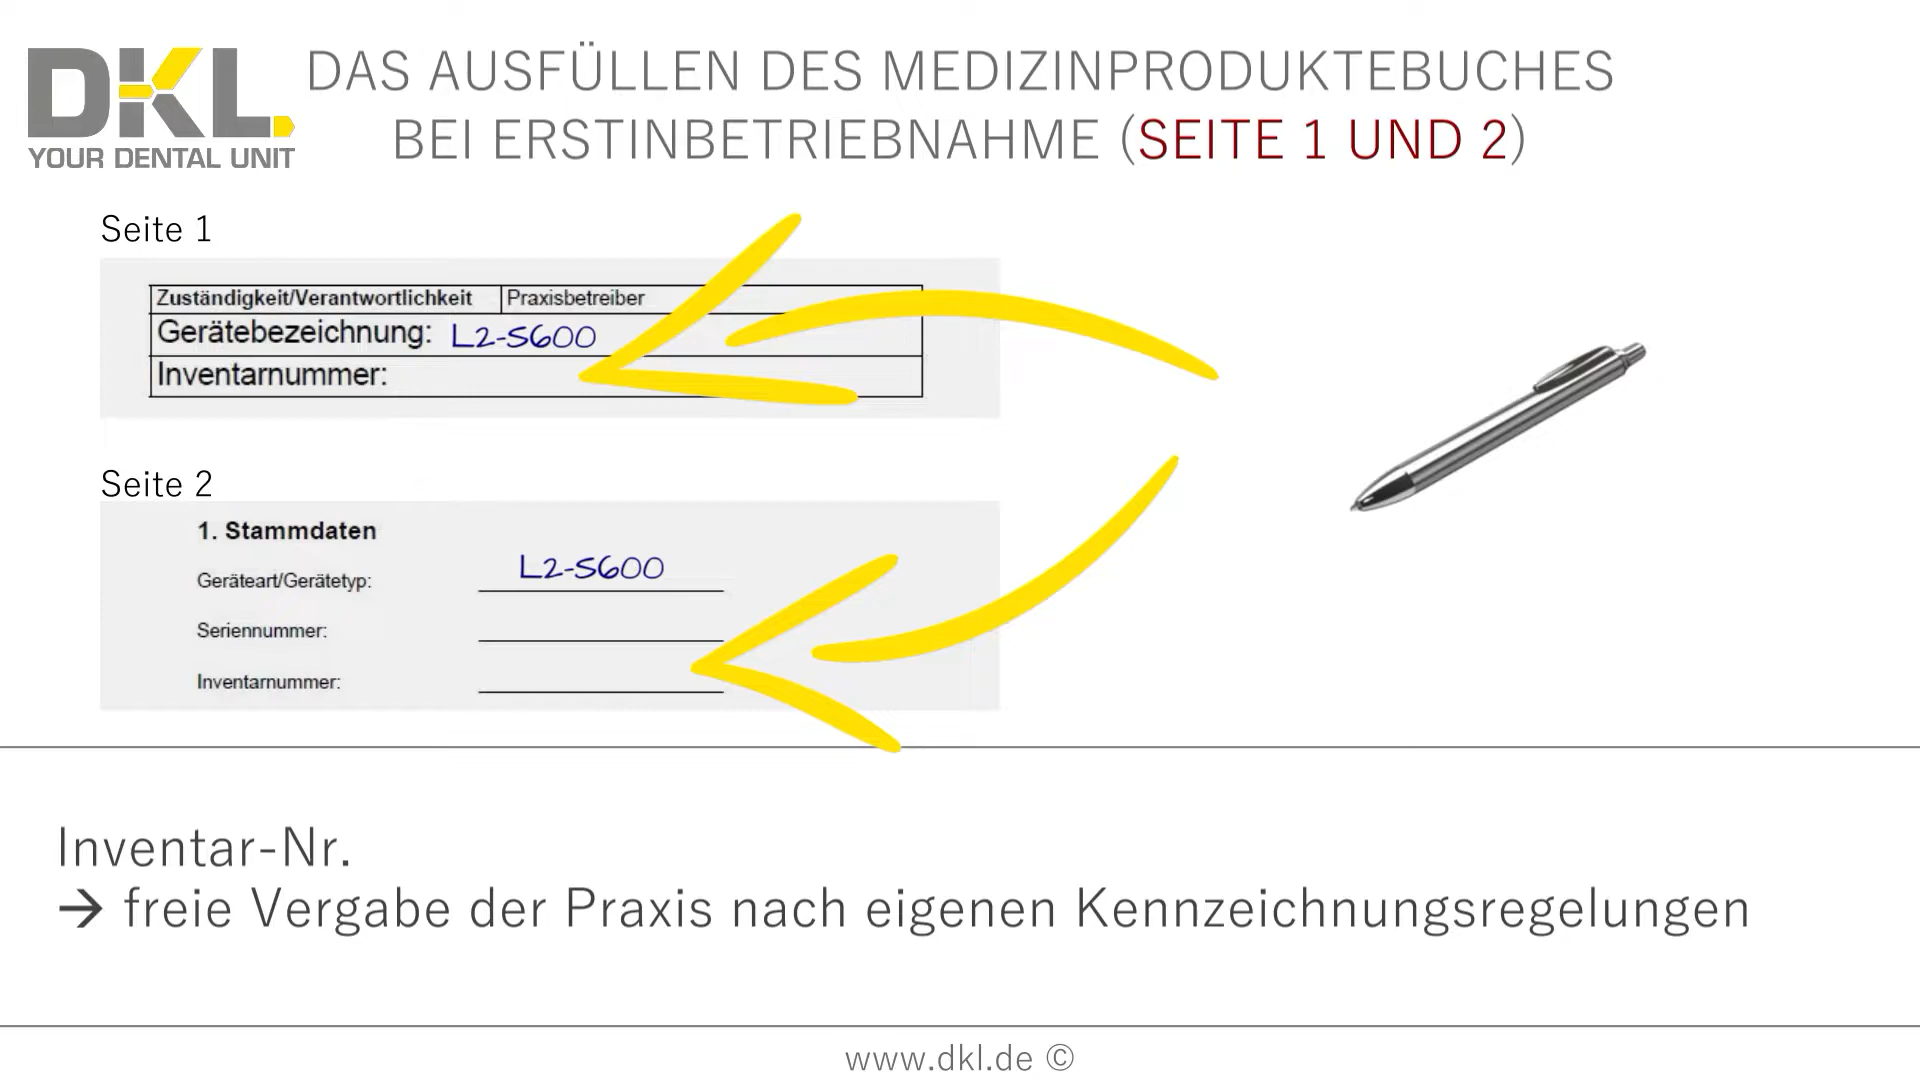 DKL.
YOUR DENTAL UNIT
DAS AUSFÜLLEN DES MEDIZINPRODUKTEBUCHES
BEI ERSTINBETRIEBNAHME (SEITE 1 UND 2)
Seite 1
Zuständigkeit/Verantwortlichkeit Praxisbetreiber
Gerätebezeichnung: L2-S600
Inventarnummer:
Seite 2
1. Stammdaten
Geräteart/Gerätetyp: L2-S600
Seriennummer:
Inventarnummer:
Inventar-Nr.
→ freie Vergabe der Praxis nach eigenen Kennzeichnungsregelungen
www.dkl.de ©